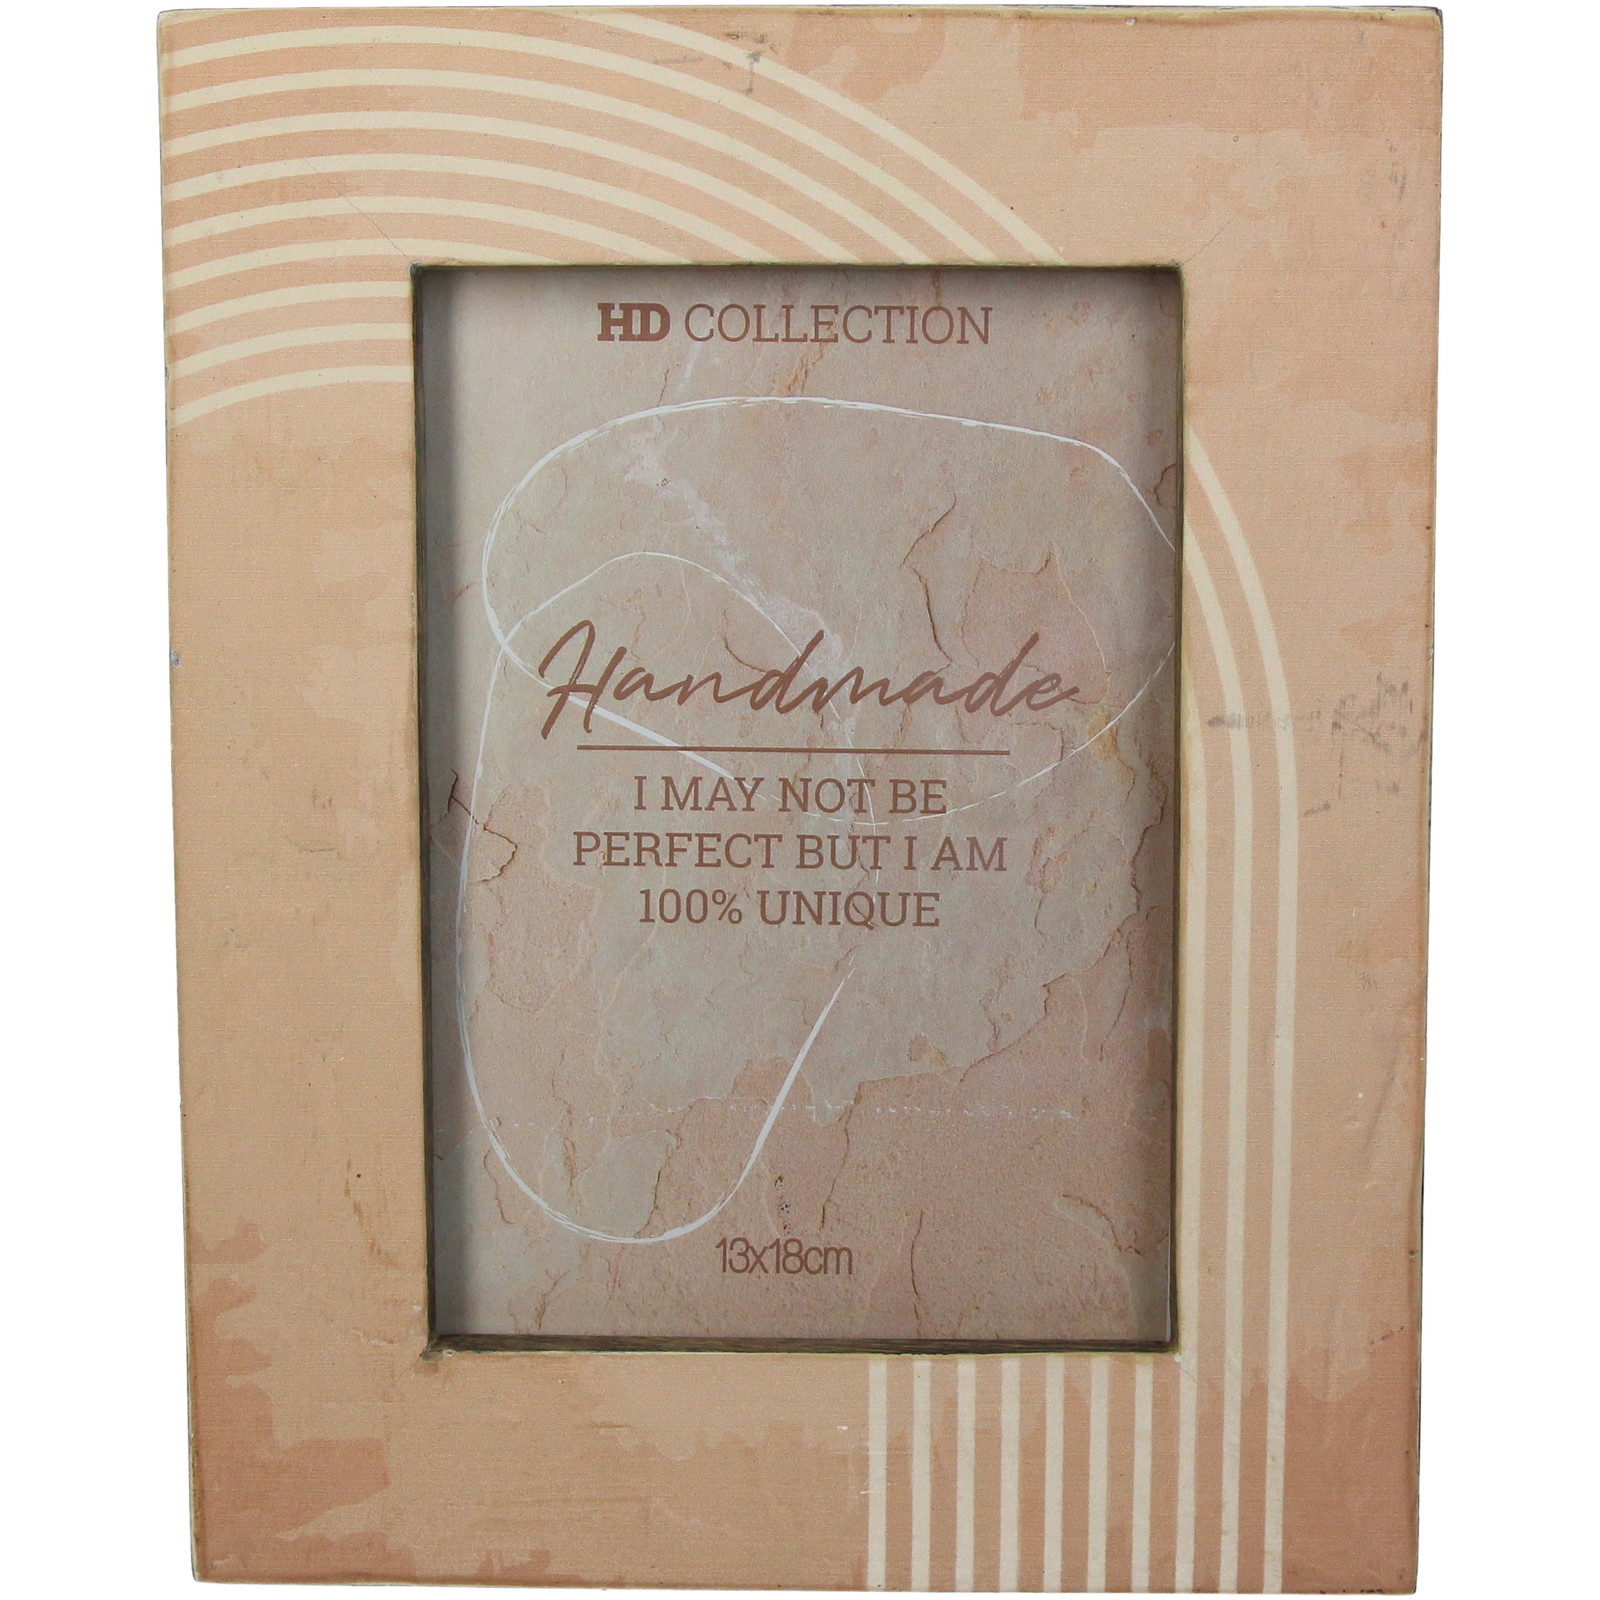 HD COLLECTION
Handmade
I MAY NOT BE
PERFECT BUT I AM
100% UNIQUE
13x18cm